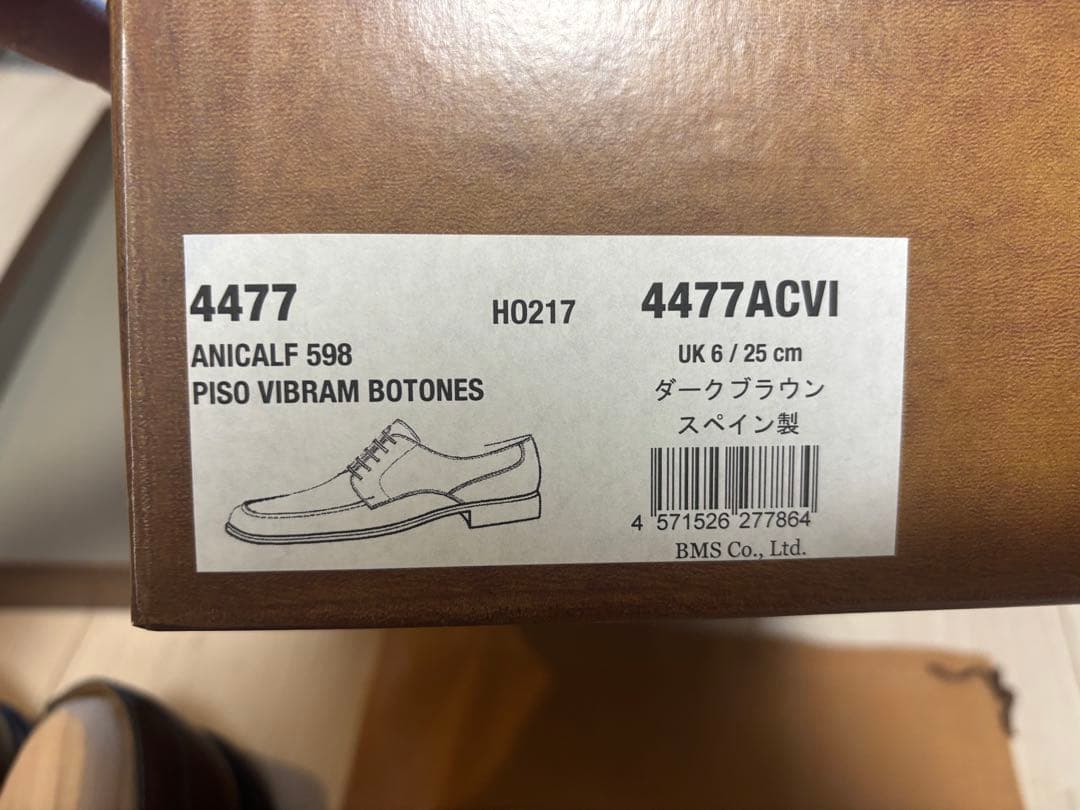 4477
HO217
ANICALF 598
PISO VIBRAM BOTONES
4477ACVI
UK 6 / 25 cm
ダークブラウン
スペイン製
4 571526 277864
BMS Co., Ltd.